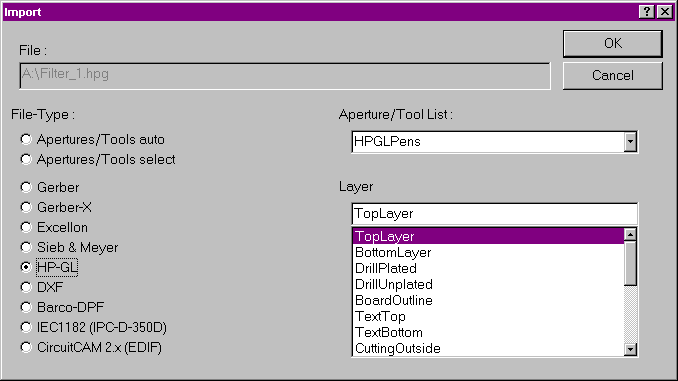 Import
File :
OK
A:\Filter_1.hpg
Cancel
File-Type :
Aperture/Tool List :
Apertures/Tools auto
HPGLPens
Apertures/Tools select
Gerber
Layer
Gerber-X
TopLayer
Excellon
TopLayer
Sieb & Meyer
BottomLayer
HP-GL
DrillPlated
DXF
DrillUnplated
Barco-DPF
BoardOutline
IEC1182 (IPC-D-350D)
TextTop
CircuitCAM 2.x (EDIF)
TextBottom
CuttingOutside